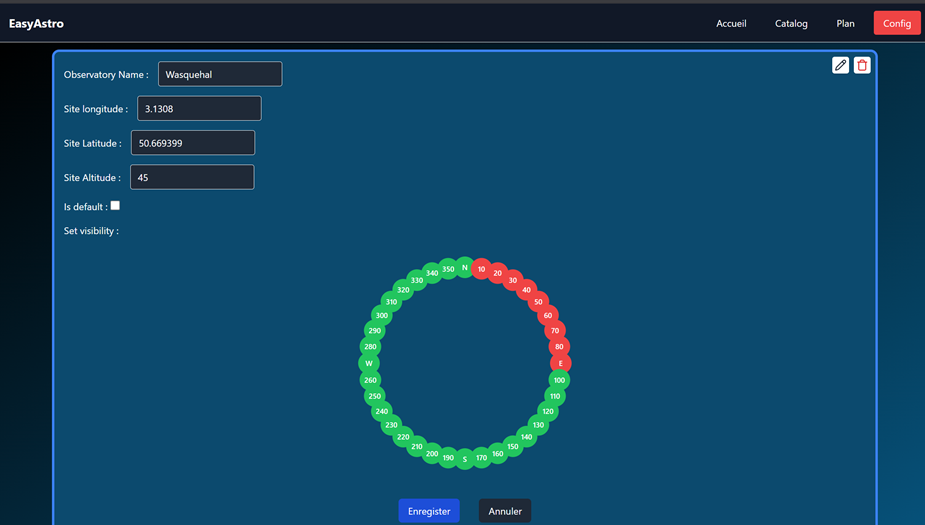 EasyAstro Accueil Catalog Plan Config
Observatory Name : Wasquehal
Site longitude : 3.1308
Site Latitude : 50.669399
Site Altitude : 45
Is default :
Set visibility :
N
350 10
340 20
330 30
320 40
310 50
300 60
290 70
280 80
W E
260 100
250 110
240 120
230 130
220 140
210 150
200 160
190 170
S
Enregister Annuler